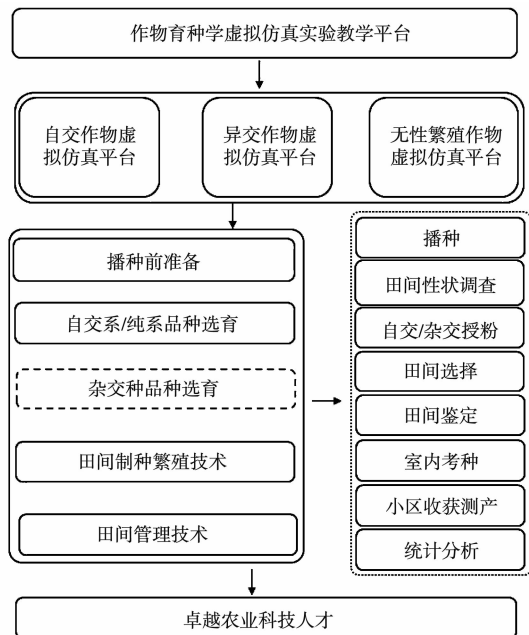 作物育种学虚拟仿真实验教学平台
自交作物虚
拟仿真平台
异交作物虚
拟仿真平台
无性繁殖作物
虚拟仿真平台
播种前准备
自交系/纯系品种选育
杂交种品种选育
田间制种繁殖技术
田间管理技术
播种
田间性状调查
自交/杂交授粉
田间选择
田间鉴定
室内考种
小区收获测产
统计分析
卓越农业科技人才